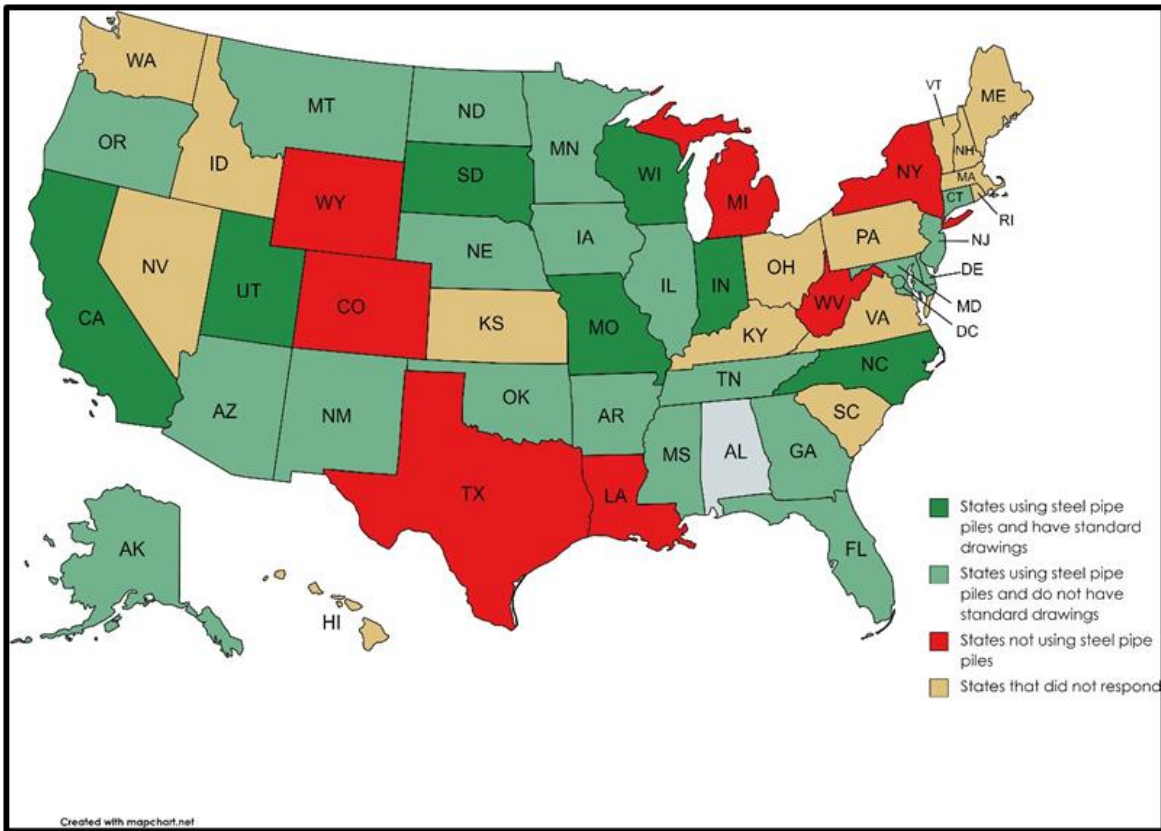 WA
MT
ND
MN
VT
ME
OR
ID
SD
WI
NH
NY
MA
WY
MI
CT
RI
NE
IA
PA
NJ
NV
OH
DE
UT
IL
IN
CA
CO
WV
MD
KS
MO
VA
DC
KY
NC
TN
OK
AZ
NM
AR
SC
MS
AL
GA
TX
LA
AK
FL
HI
States using steel pipe
piles and have standard
drawings
States using steel pipe
piles and do not have
standard drawings
States not using steel pipe
piles
States that did not respond
Created with mapchart.net